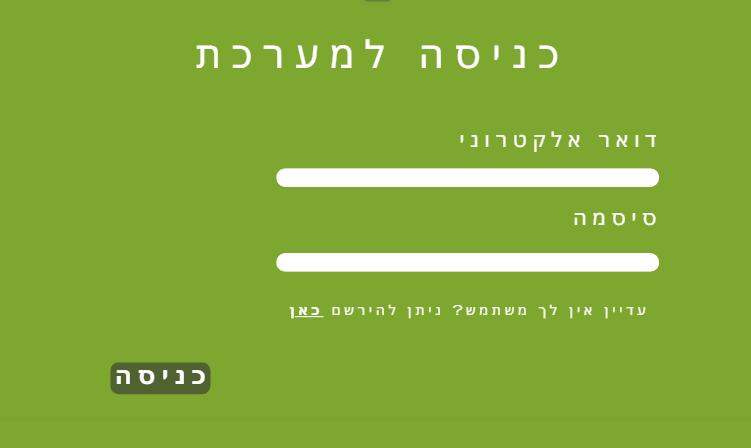 כניסה למערכת
דואר אלקטרוני
סיסמה
עדיין אין לך משתמש? ניתן להירשם כאן
כניסה